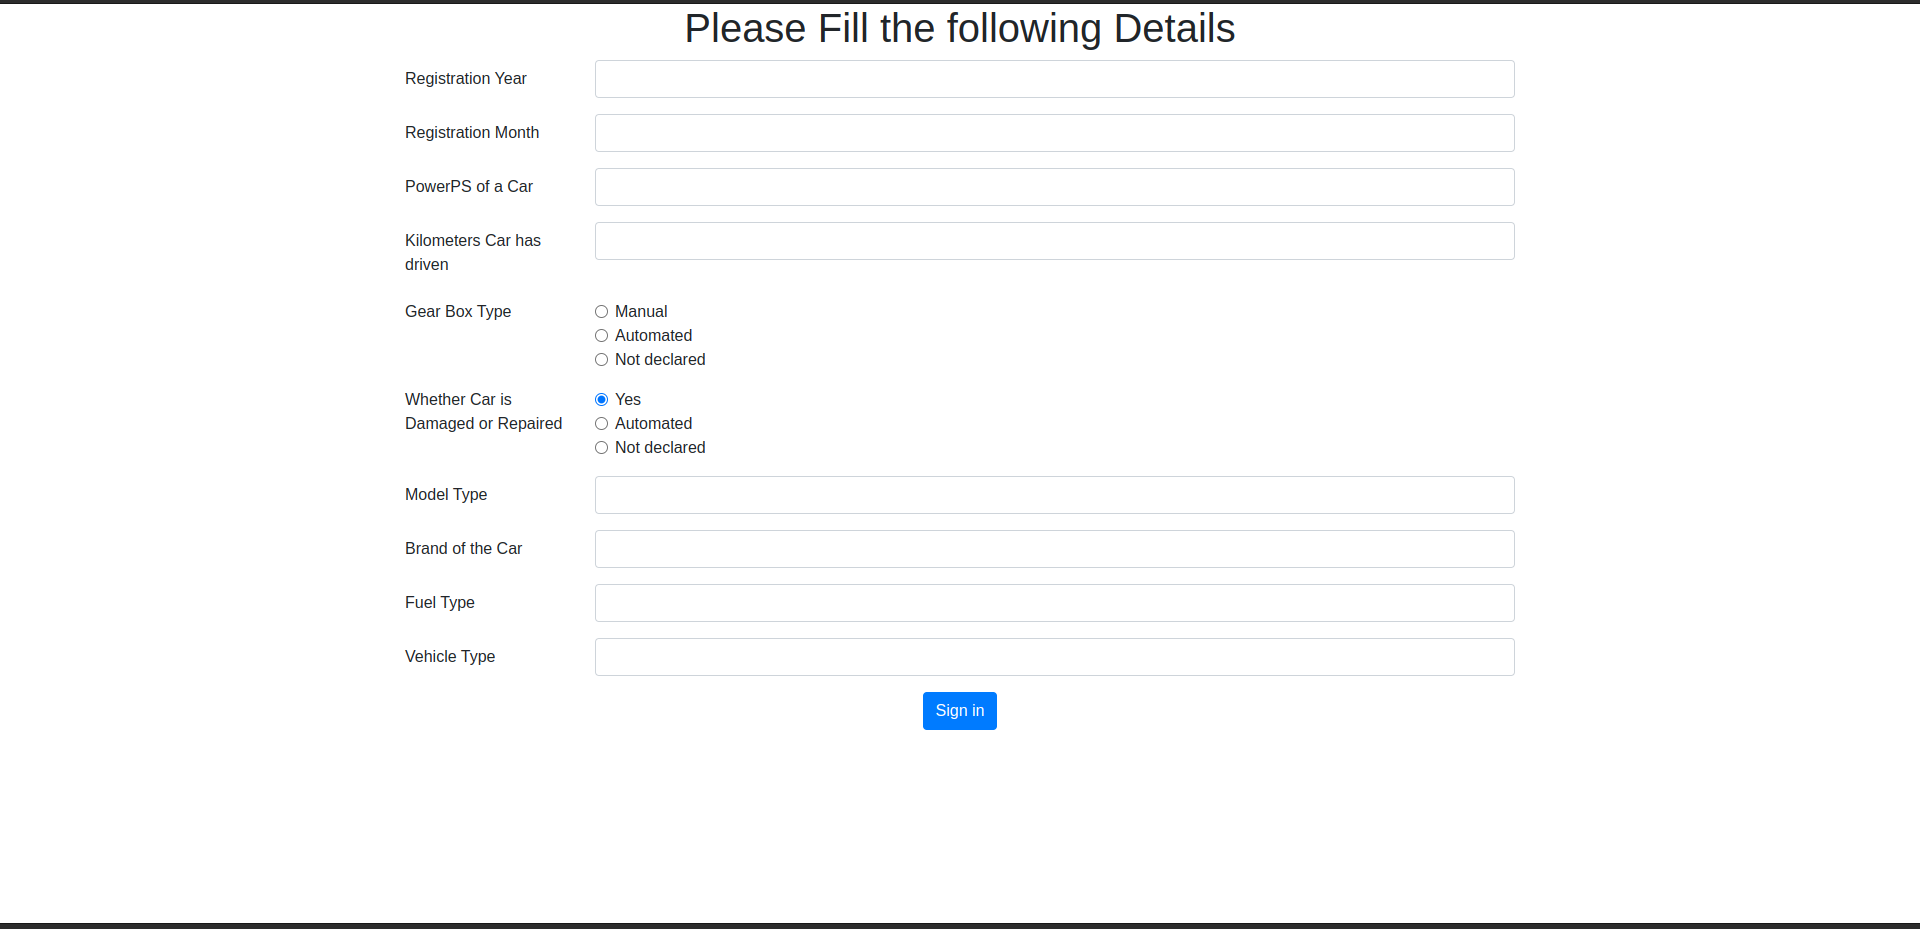 Please Fill the following Details
Registration Year
Registration Month
PowerPS of a Car
Kilometers Car has
driven
Gear Box Type
Manual
Automated
Not declared
Whether Car is
Damaged or Repaired
Yes
Automated
Not declared
Model Type
Brand of the Car
Fuel Type
Vehicle Type
Sign in